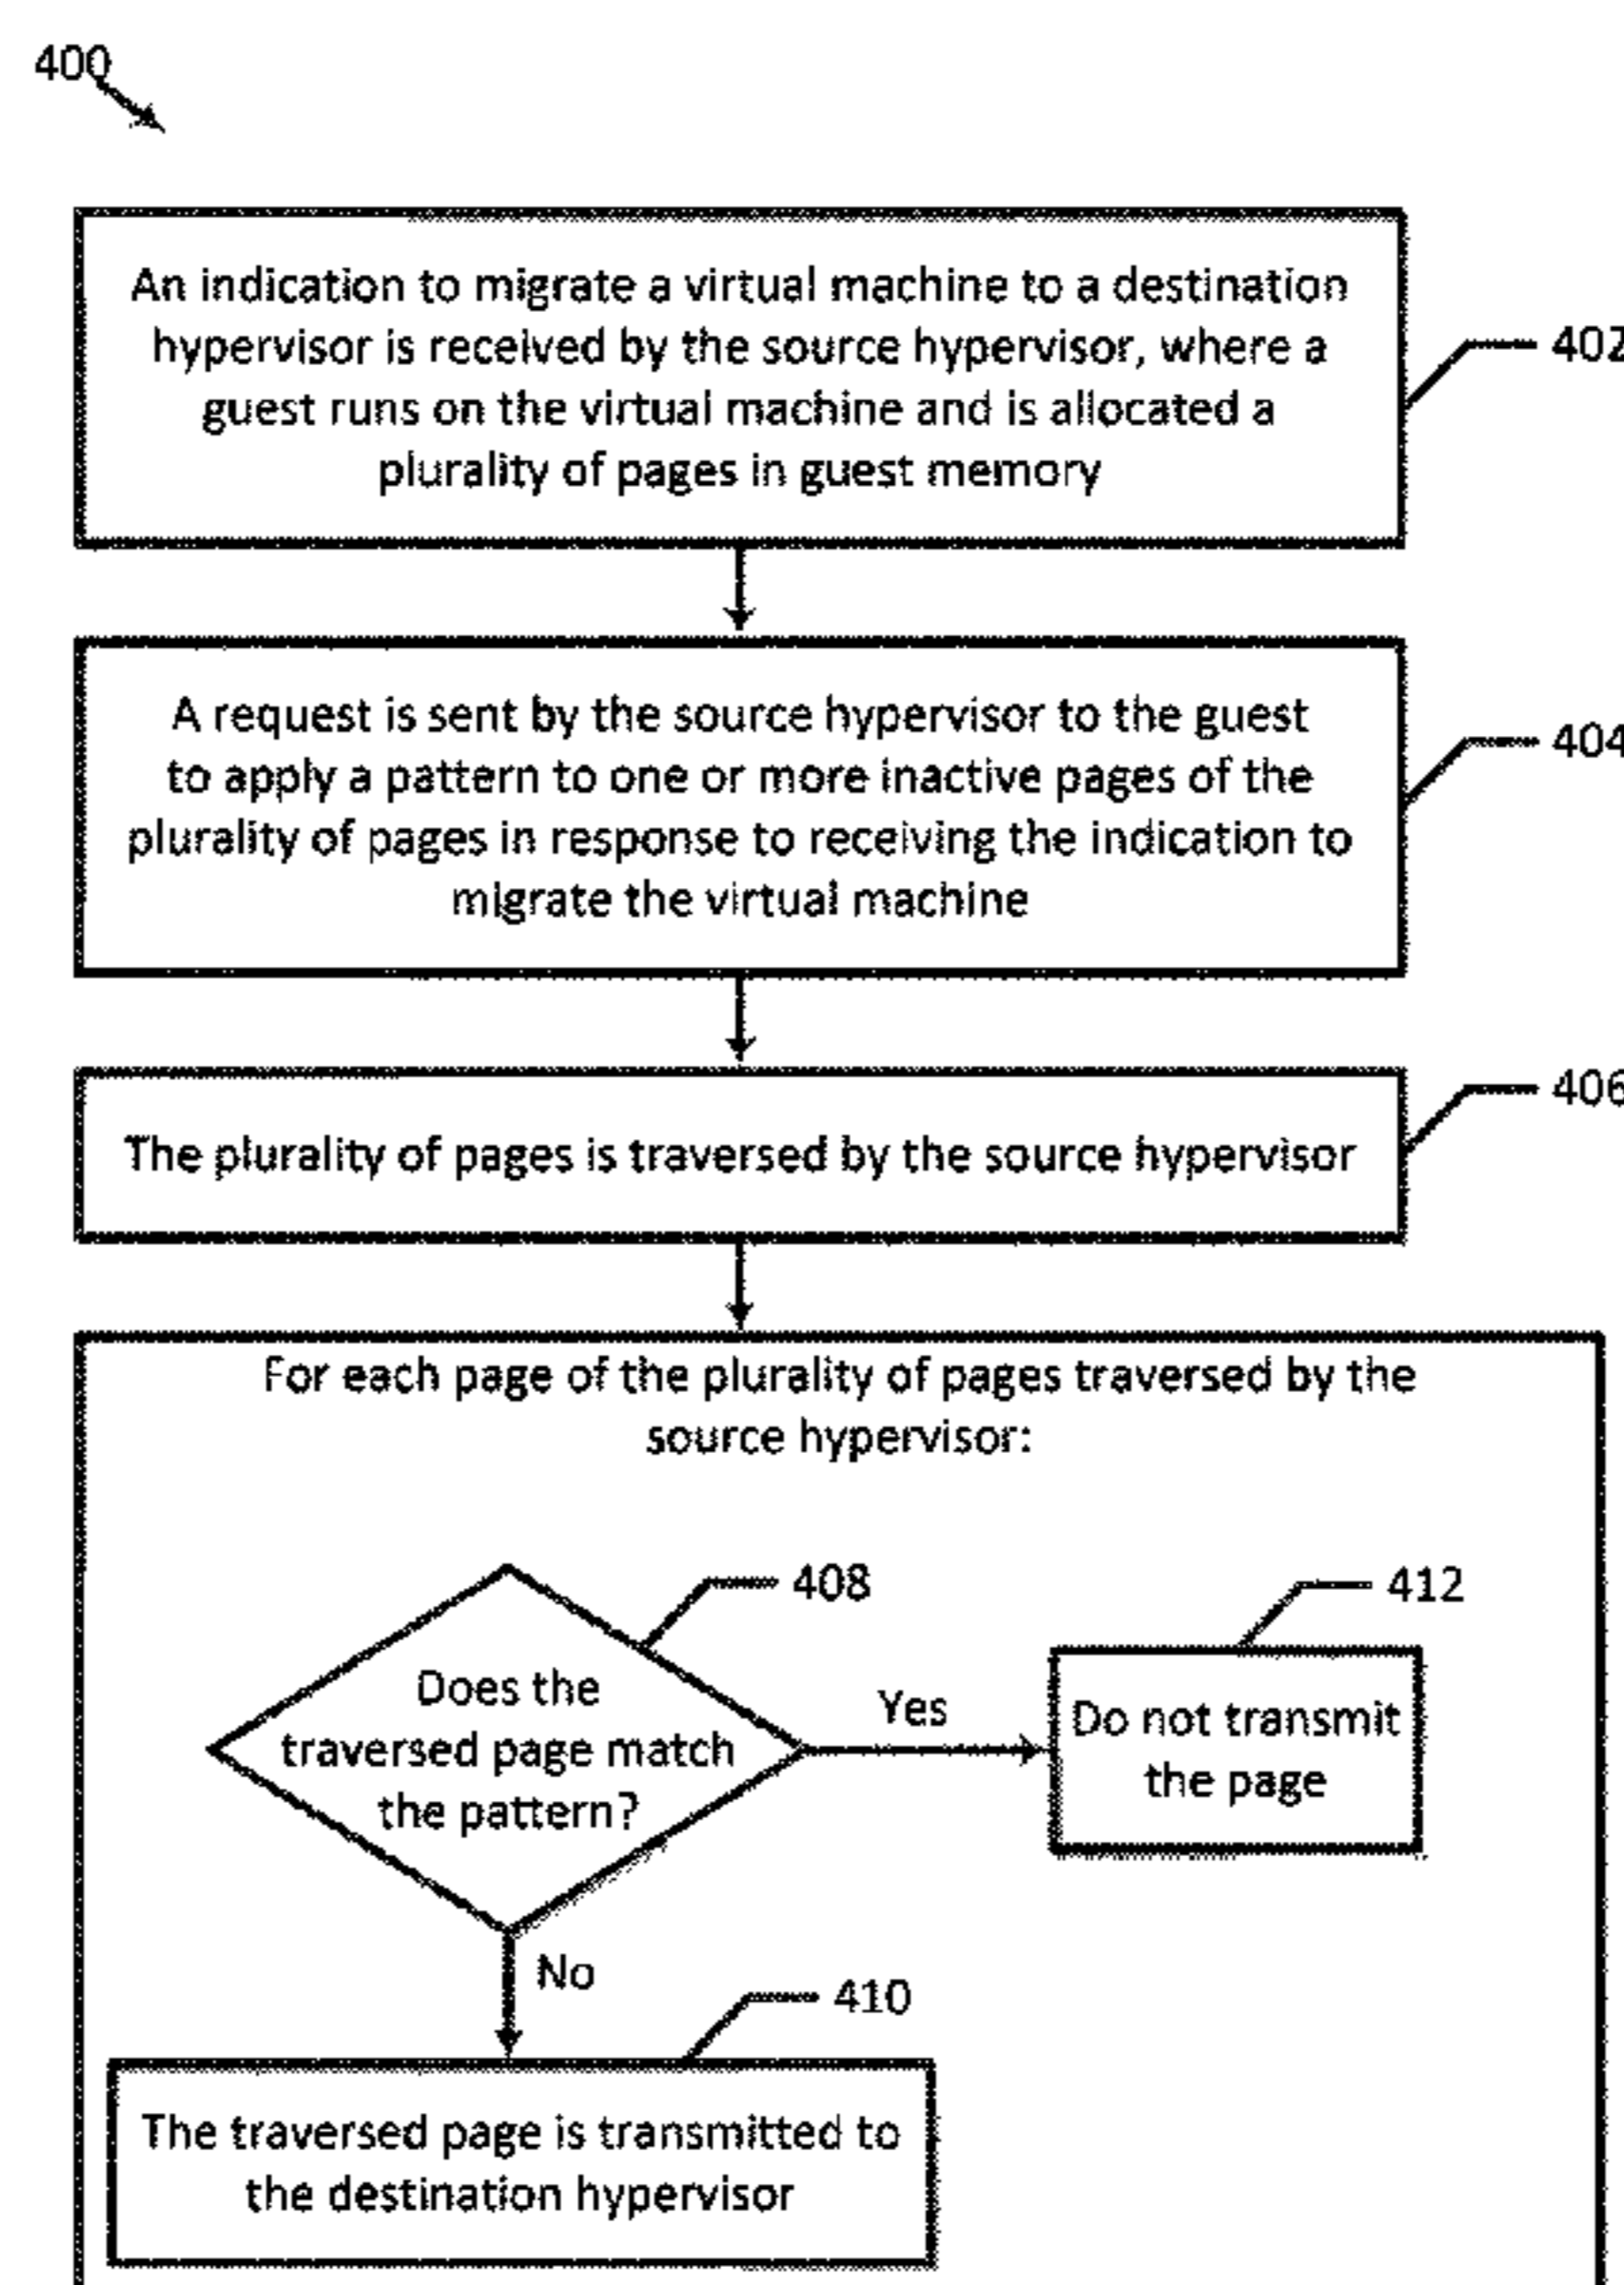 400
An indication to migrate a virtual machine to a destination
hypervisor is received by the source hypervisor, where a
guest runs on the virtual machine and is allocated a
plurality of pages in guest memory
402
A request is sent by the source hypervisor to the guest
to apply a pattern to one or more inactive pages of the
plurality of pages in response to receiving the indication to
migrate the virtual machine
404
The plurality of pages is traversed by the source hypervisor
406
For each page of the plurality of pages traversed by the
source hypervisor:
408
412
Does the
traversed page match
the pattern?
Yes
Do not transmit
the page
No
410
The traversed page is transmitted to
the destination hypervisor